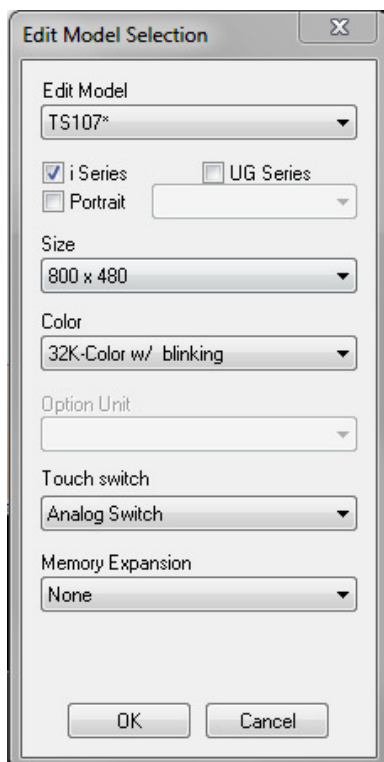 Edit Model Selection
Edit Model
TS107*
i Series
UG Series
Portrait
Size
800 x 480
Color
32K-Color w/ blinking
Option Unit
Touch switch
Analog Switch
Memory Expansion
None
OK
Cancel